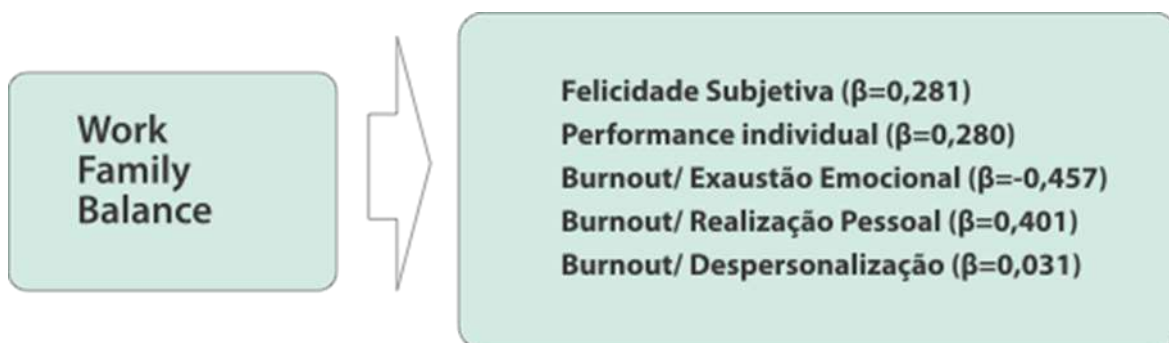 Work
Family
Balance
Felicidade Subjetiva (β=0,281)
Performance individual (β=0,280)
Burnout/ Exaustão Emocional (β=-0,457)
Burnout/ Realização Pessoal (β=0,401)
Burnout/ Despersonalização (β=0,031)